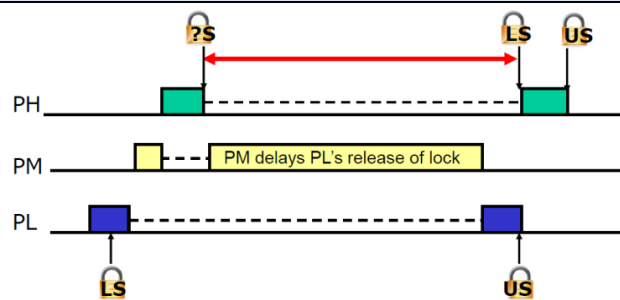 ?S LS US
PH
PM PM delays PL's release of lock
PL
LS US